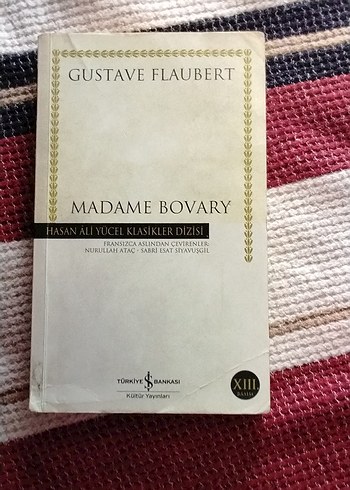 GUSTAVE FLAUBERT
MADAME BOVARY
HASAN ÂLİ YÜCEL KLASİKLER DİZİSİ
FRANSIZCA ASLINDAN ÇEVİRENLER:
NURULLAH ATAÇ - SABRİ ESAT SİYAVUŞGİL
TÜRKİYE İŞ BANKASI
Kültür Yayınları
XIII.
BASIM